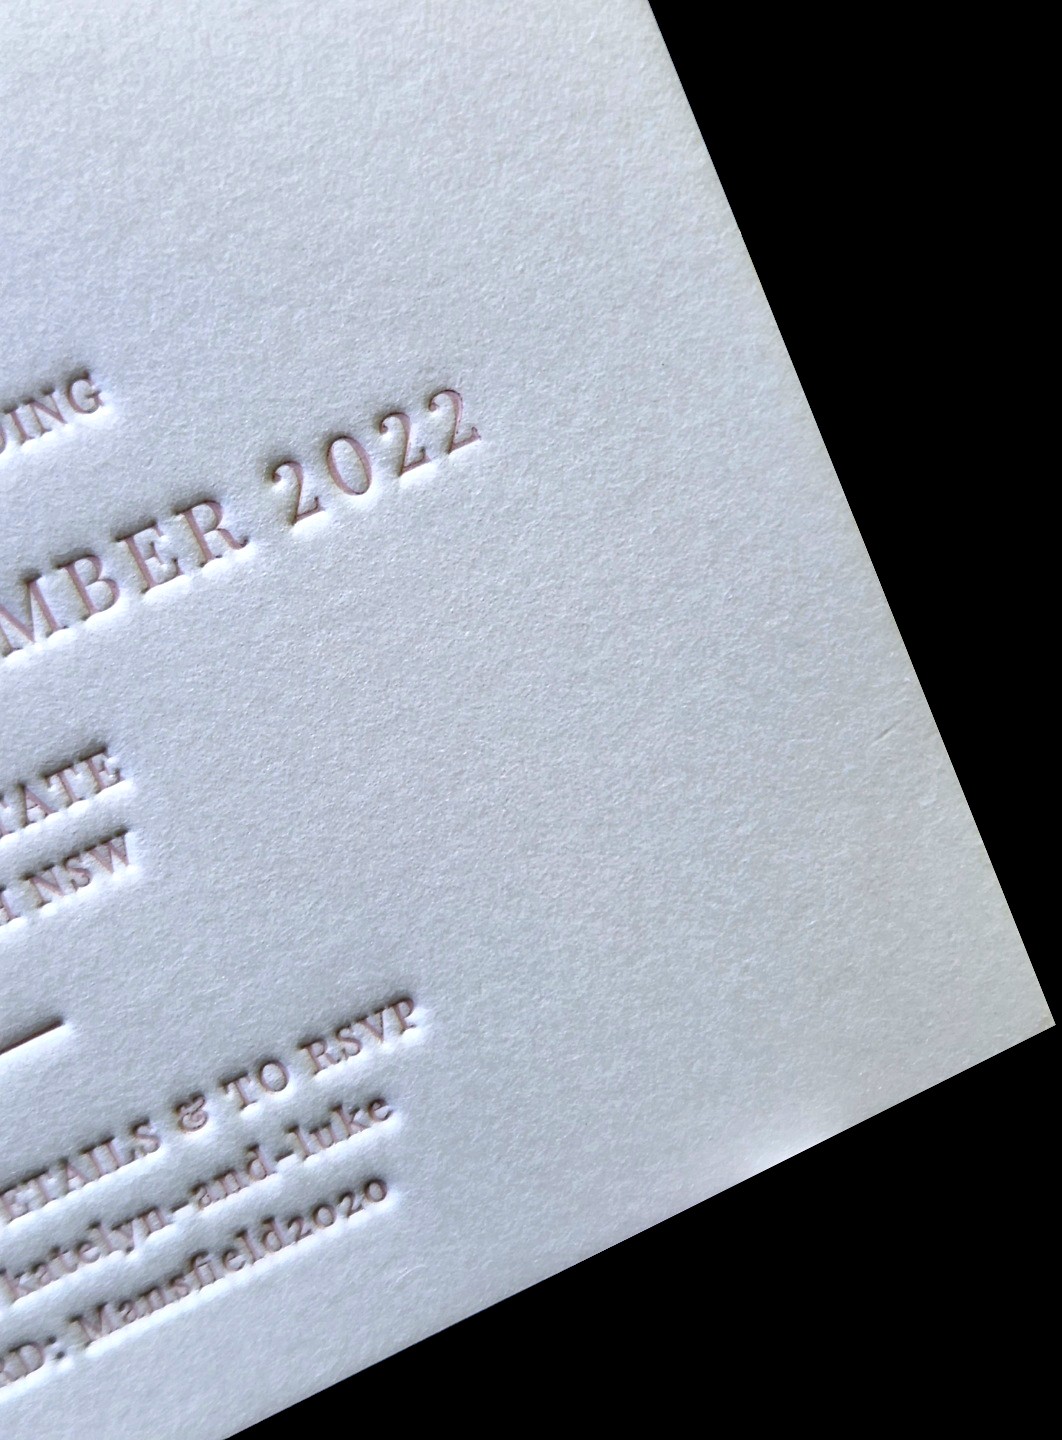 DING
MBER 2022
TATE
H NSW
ETAILS & TO RSVP
katelyn-and-luke
RD: Mansfield2020